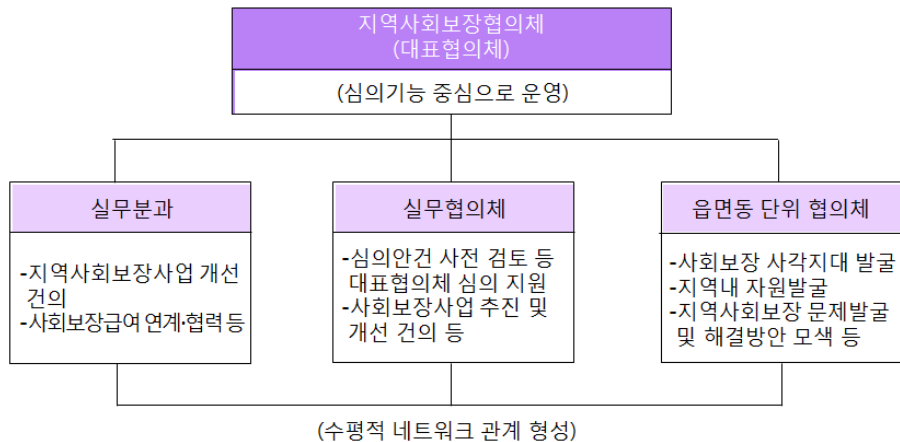 지역사회보장협의체
(대표협의체)
(심의기능 중심으로 운영)
실무분과
-지역사회보장사업 개선
건의
-사회보장급여 연계·협력 등
실무협의체
-심의안건 사전 검토 등
대표협의체 심의 지원
-사회보장사업 추진 및
개선 건의 등
읍면동 단위 협의체
-사회보장 사각지대 발굴
-지역내 자원발굴
-지역사회보장 문제발굴
및 해결방안 모색 등
(수평적 네트워크 관계 형성)